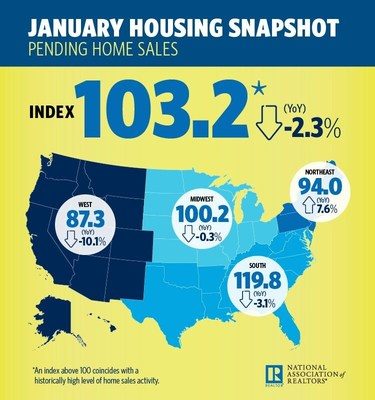 JANUARY HOUSING SNAPSHOT
PENDING HOME SALES
INDEX 103.2* (YoY) -2.3%
NORTHEAST
94.0
(YoY)
7.6%
WEST
87.3
(YoY)
-10.1%
MIDWEST
100.2
(YoY)
-0.3%
SOUTH
119.8
(YoY)
-3.1%
*An index above 100 coincides with a
historically high level of home sales activity.
R
REALTOR®
NATIONAL
ASSOCIATION of
REALTORS®